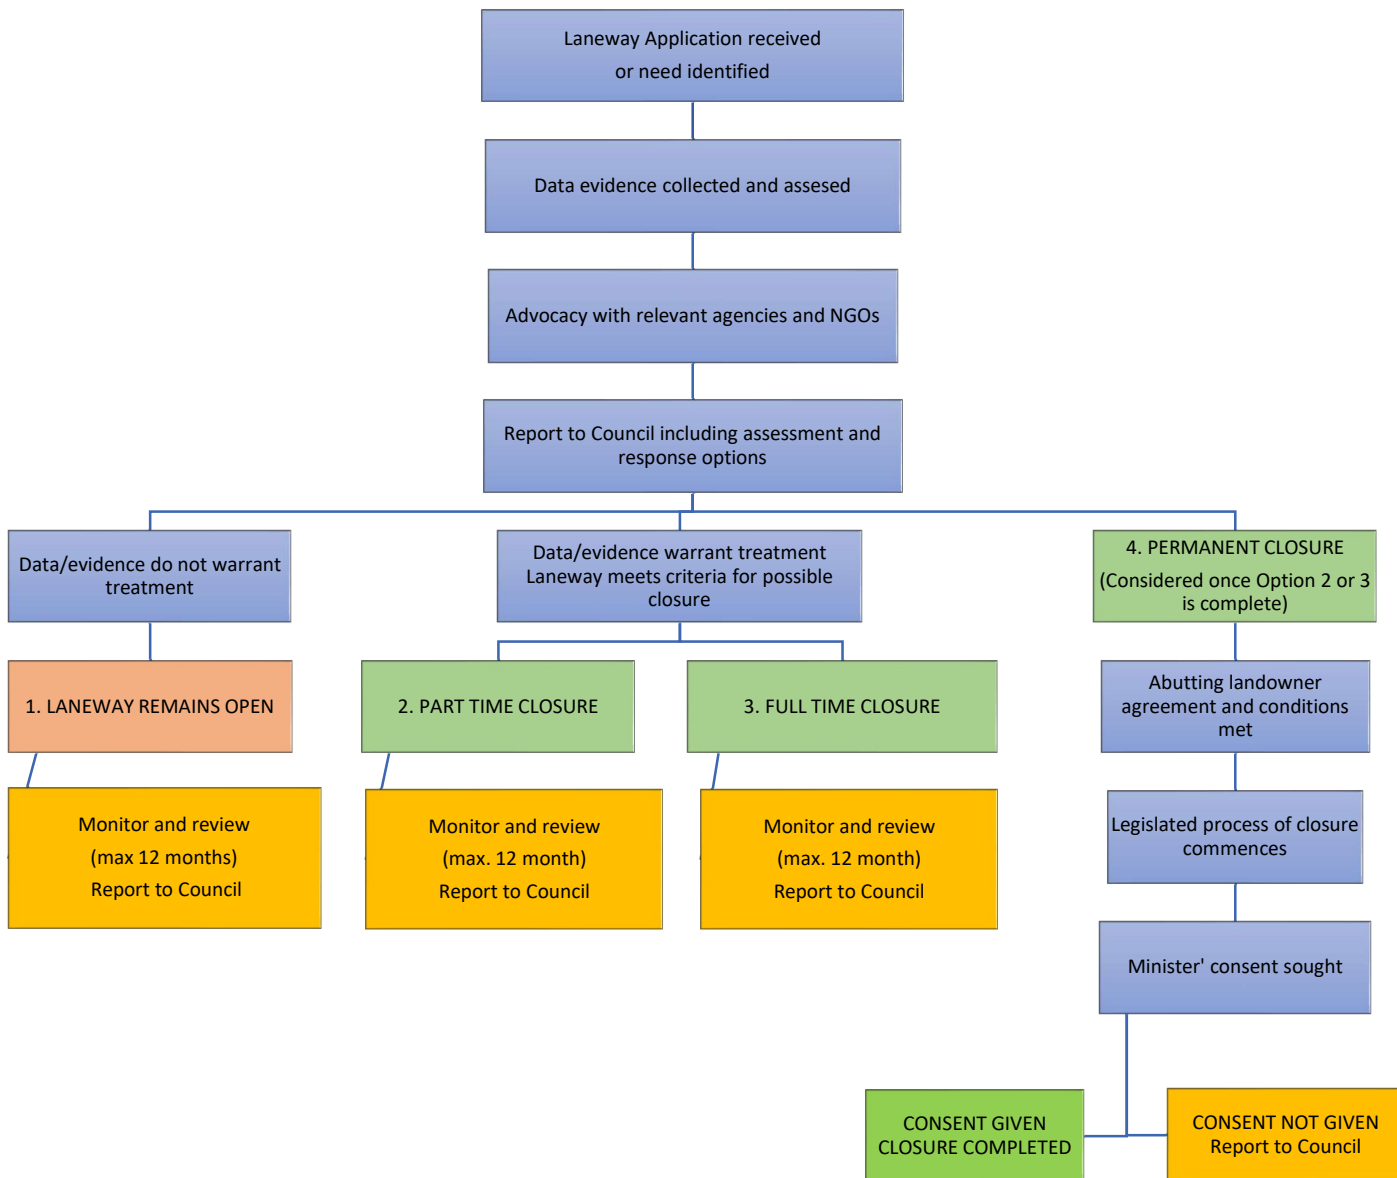 Laneway Application received
or need identified
Data evidence collected and assesed
Advocacy with relevant agencies and NGOs
Report to Council including assessment and
response options
Data/evidence do not warrant
treatment
Data/evidence warrant treatment
Laneway meets criteria for possible
closure
4. PERMANENT CLOSURE
(Considered once Option 2 or 3
is complete)
1. LANEWAY REMAINS OPEN
2. PART TIME CLOSURE
3. FULL TIME CLOSURE
Abutting landowner
agreement and conditions
met
Monitor and review
(max 12 months)
Report to Council
Monitor and review
(max. 12 month)
Report to Council
Monitor and review
(max. 12 month)
Report to Council
Legislated process of closure
commences
Minister' consent sought
CONSENT GIVEN
CLOSURE COMPLETED
CONSENT NOT GIVEN
Report to Council